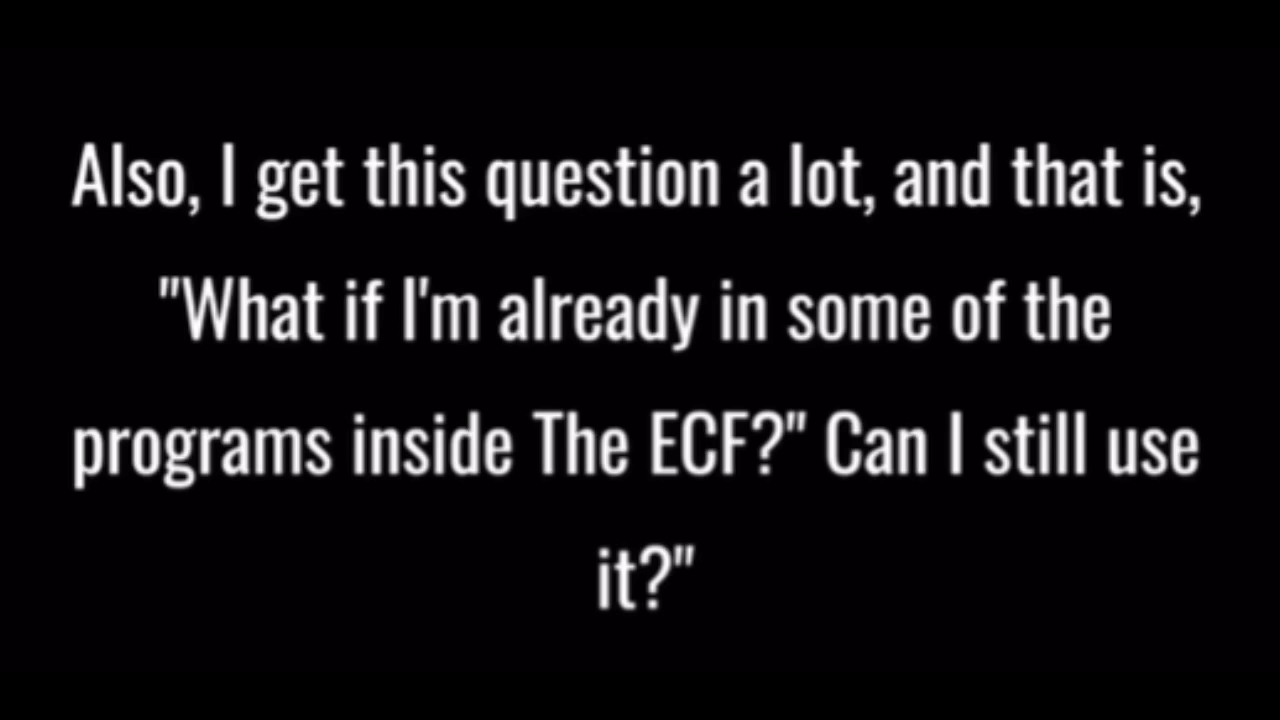 Also, I get this question a lot, and that is,
"What if I'm already in some of the
programs inside The ECF?" Can I still use
it?"